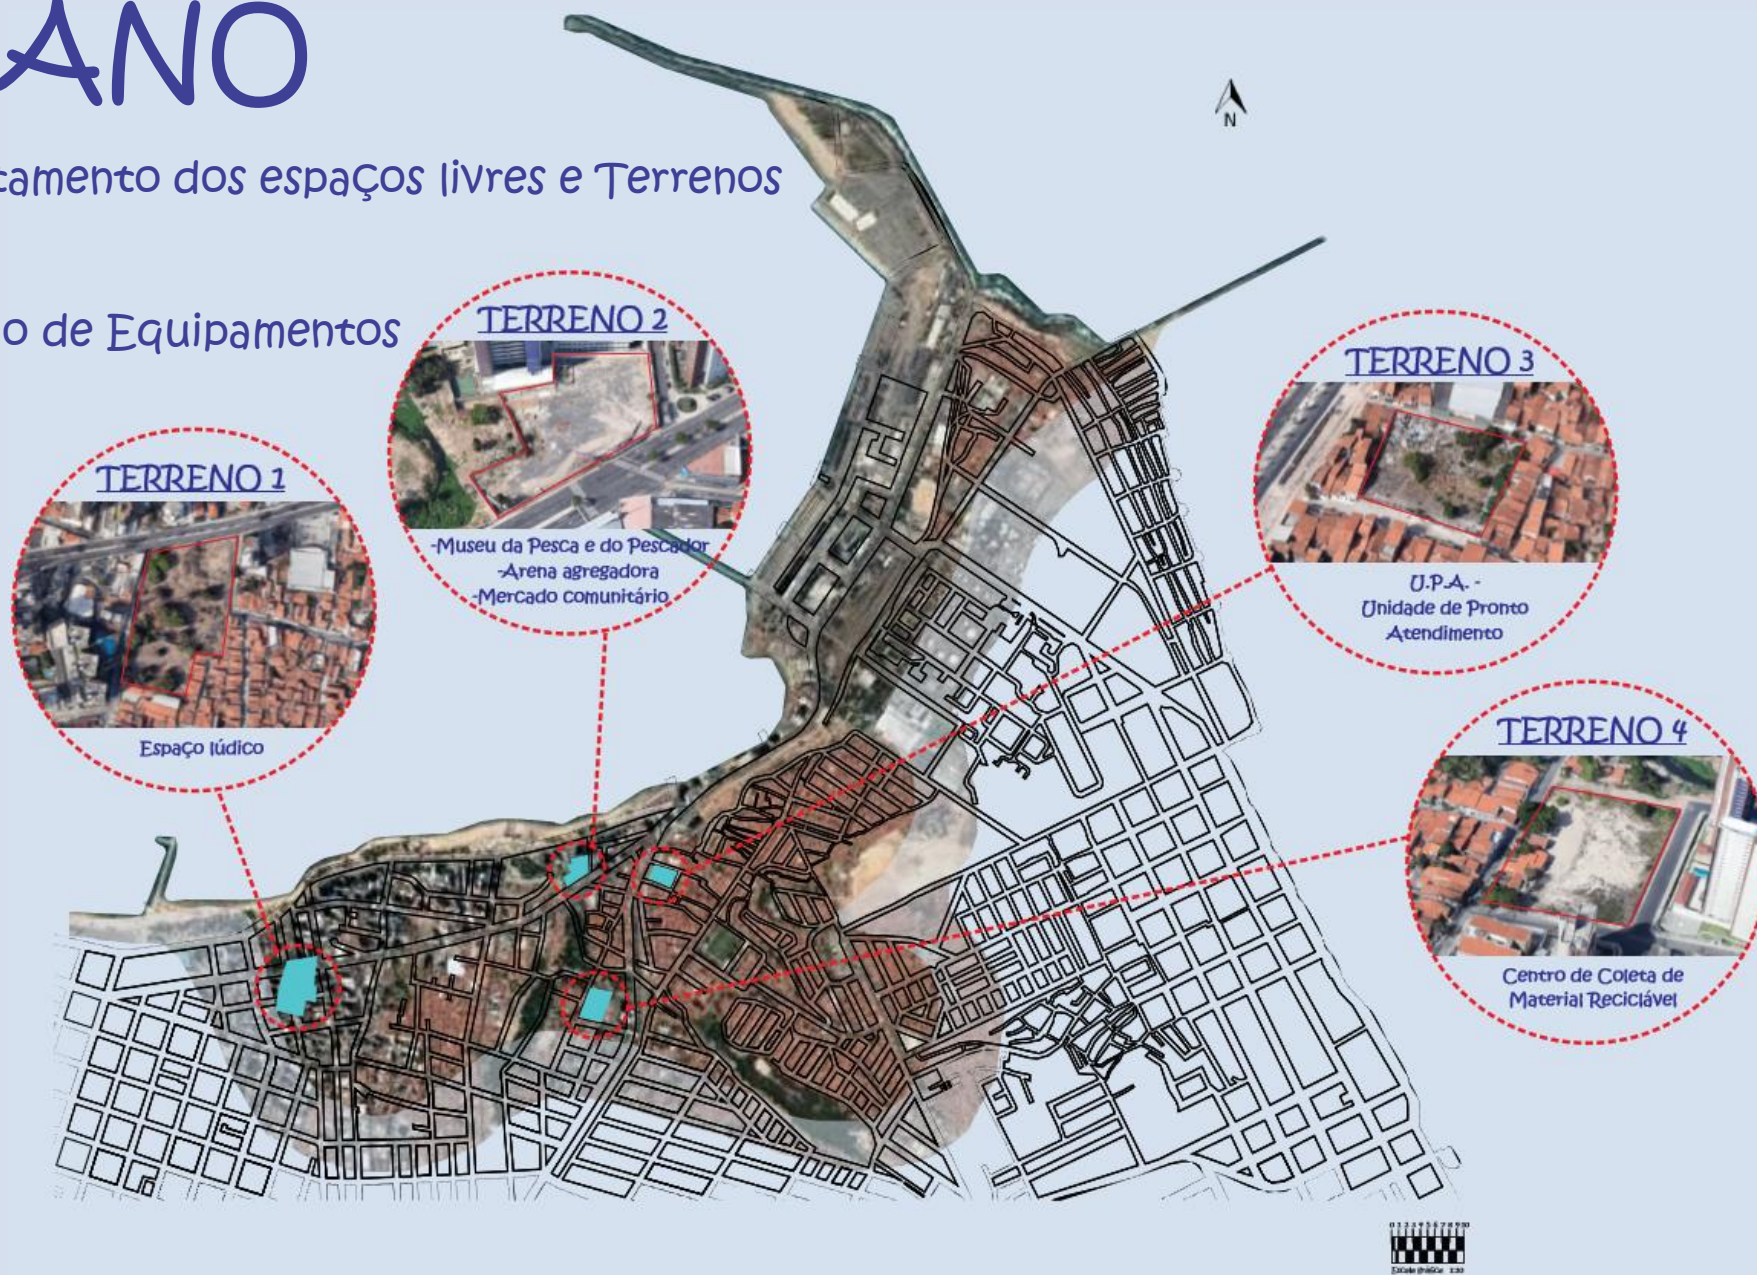 ANO
tamento dos espaços livres e Terrenos
o de Equipamentos
TERRENO 1
Espaço lúdico
TERRENO 2
-Museu da Pesca e do Pescador
-Arena agregadora
-Mercado comunitário
TERRENO 3
U.P.A. -
Unidade de Pronto
Atendimento
TERRENO 4
Centro de Coleta de
Material Reciclável
N